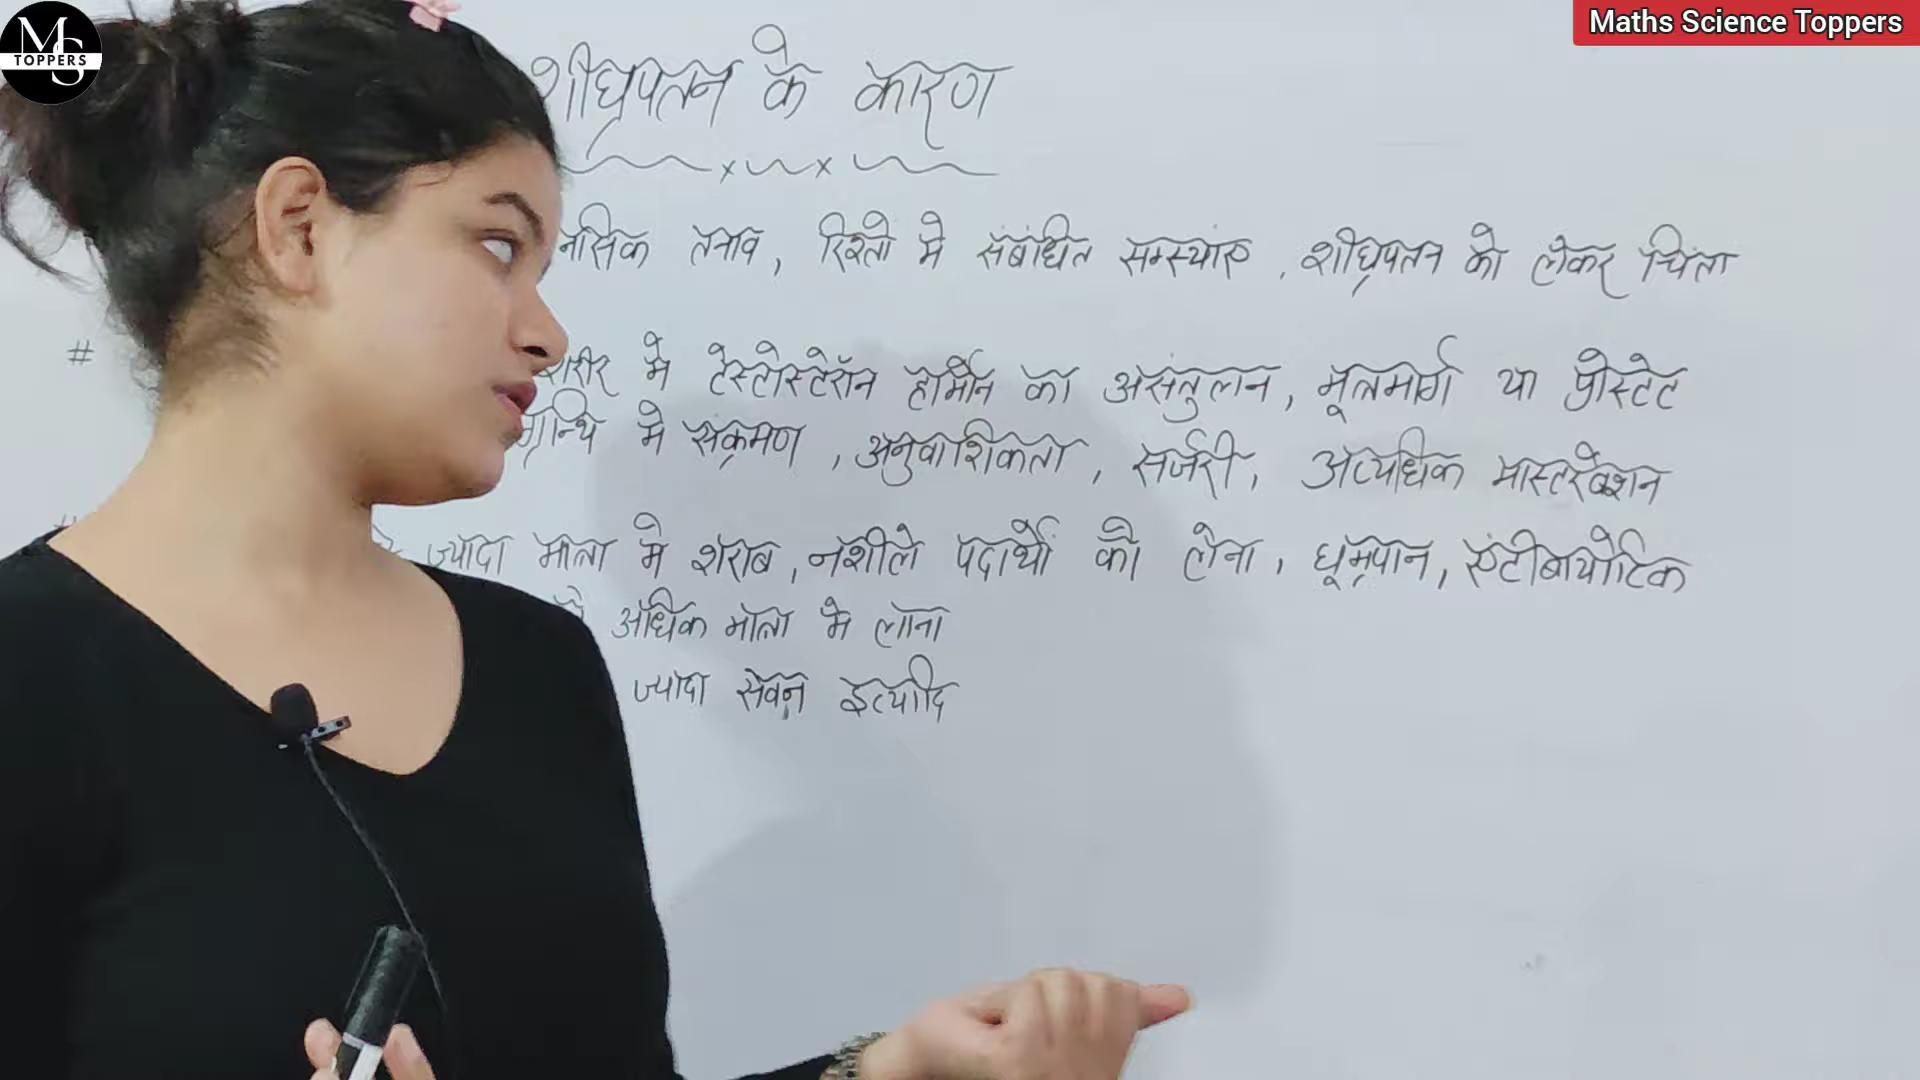 MS
TOPPERS
Maths Science Toppers
शीघ्रपतन के कारण
नसिक तनाव, रिश्तो मे संबंधित समस्याए, शीघ्रपतन को लेकर चिंता
# शरीर मे टेस्टोस्टेरॉन हार्मोन का असंतुलन, मूत्रमार्ग या प्रोस्टेट
ग्रन्थि मे संक्रमण, अनुवाशिकता, सर्जरी, अत्यधिक मास्टरबेशन
# ज्यादा मात्रा मे शराब, नशीले पदार्थो को लेना, धूम्रपान, एंटीबायोटिक
अधिक मात्रा मे लाना
ज्यादा सेवन इत्यादि